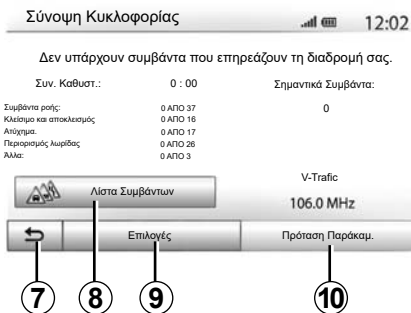 Σύνοψη Κυκλοφορίας 12:02
Δεν υπάρχουν συμβάντα που επηρεάζουν τη διαδρομή σας.
Συν. Καθυστ.: 0 : 00 Σημαντικά Συμβάντα:
0
Συμβάντα ροής: 0 ΑΠΟ 37
Κλείσιμο και αποκλεισμός 0 ΑΠΟ 16
Ατύχημα. 0 ΑΠΟ 17
Περιορισμός λωρίδας 0 ΑΠΟ 26
Άλλα: 0 ΑΠΟ 3
Λίστα Συμβάντων
V-Trafic
106.0 MHz
Επιλογές Πρόταση Παράκαμ.
7 8 9 10